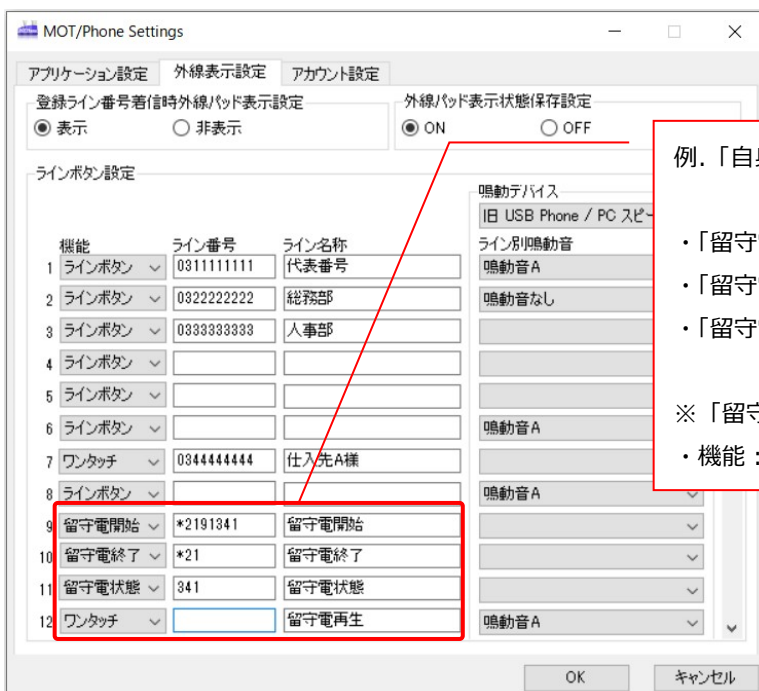 MOT/Phone Settings
アプリケーション設定 外線表示設定 アカウント設定
登録ライン番号着信時外線パッド表示設定 外線パッド表示状態保存設定
表示 非表示 ON OFF
例.「自身
ラインボタン設定
鳴動デバイス
旧 USB Phone / PC スピー
機能 ライン番号 ライン名称 ライン別鳴動音
・「留守
1 ラインボタン 0311111111 代表番号 鳴動音A
・「留守
2 ラインボタン 0322222222 総務部 鳴動音なし
・「留守
3 ラインボタン 0333333333 人事部
4 ラインボタン
5 ラインボタン
※「留守
6 ラインボタン 鳴動音A
7 ワンタッチ 0344444444 仕入先A様
・機能:
8 ラインボタン 鳴動音A
9 留守電開始 *2191341 留守電開始
10 留守電終了 *21 留守電終了
11 留守電状態 341 留守電状態
12 ワンタッチ 留守電再生 鳴動音A
OK キャンセル